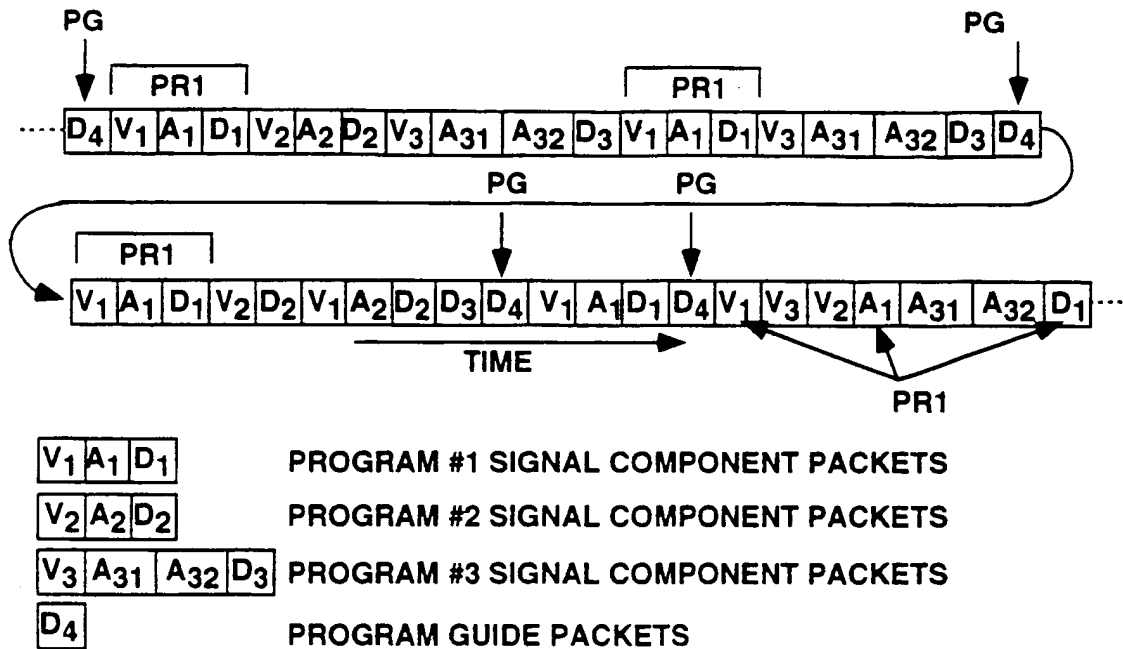 PG PG
PR1 PR1
D4 V1 A1 D1 V2 A2 D2 V3 A31 A32 D3 V1 A1 D1 V3 A31 A32 D3 D4
PG PG
PR1
V1 A1 D1 V2 D2 V1 A2 D2 D3 D4 V1 A1 D1 D4 V1 V3 V2 A1 A31 A32 D1
TIME
PR1
V1 A1 D1 PROGRAM #1 SIGNAL COMPONENT PACKETS
V2 A2 D2 PROGRAM #2 SIGNAL COMPONENT PACKETS
V3 A31 A32 D3 PROGRAM #3 SIGNAL COMPONENT PACKETS
D4 PROGRAM GUIDE PACKETS